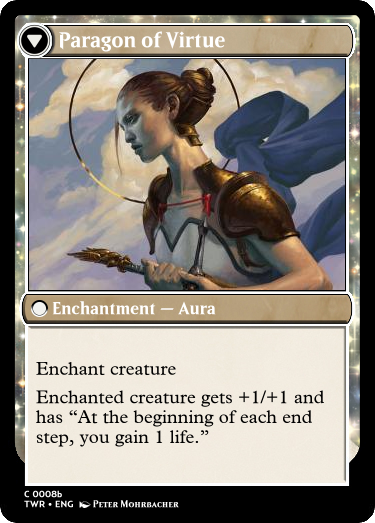 Paragon of Virtue
Enchantment — Aura
Enchant creature
Enchanted creature gets +1/+1 and
has “At the beginning of each end
step, you gain 1 life.”
C 0008b
TWR • ENG Peter Mohrbacher